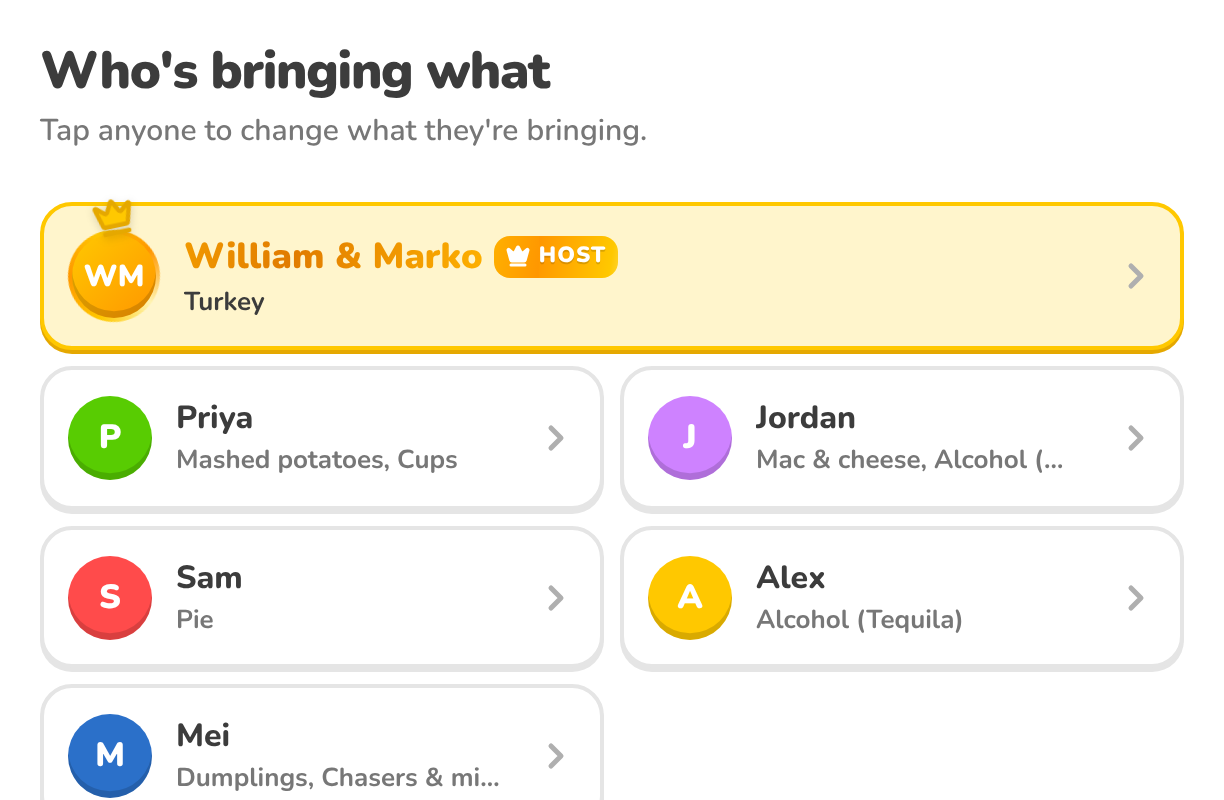 Who's bringing what
Tap anyone to change what they're bringing.
WM
William & Marko
HOST
Turkey
P
Priya
Mashed potatoes, Cups
J
Jordan
Mac & cheese, Alcohol (...
S
Sam
Pie
A
Alex
Alcohol (Tequila)
M
Mei
Dumplings, Chasers & mi...